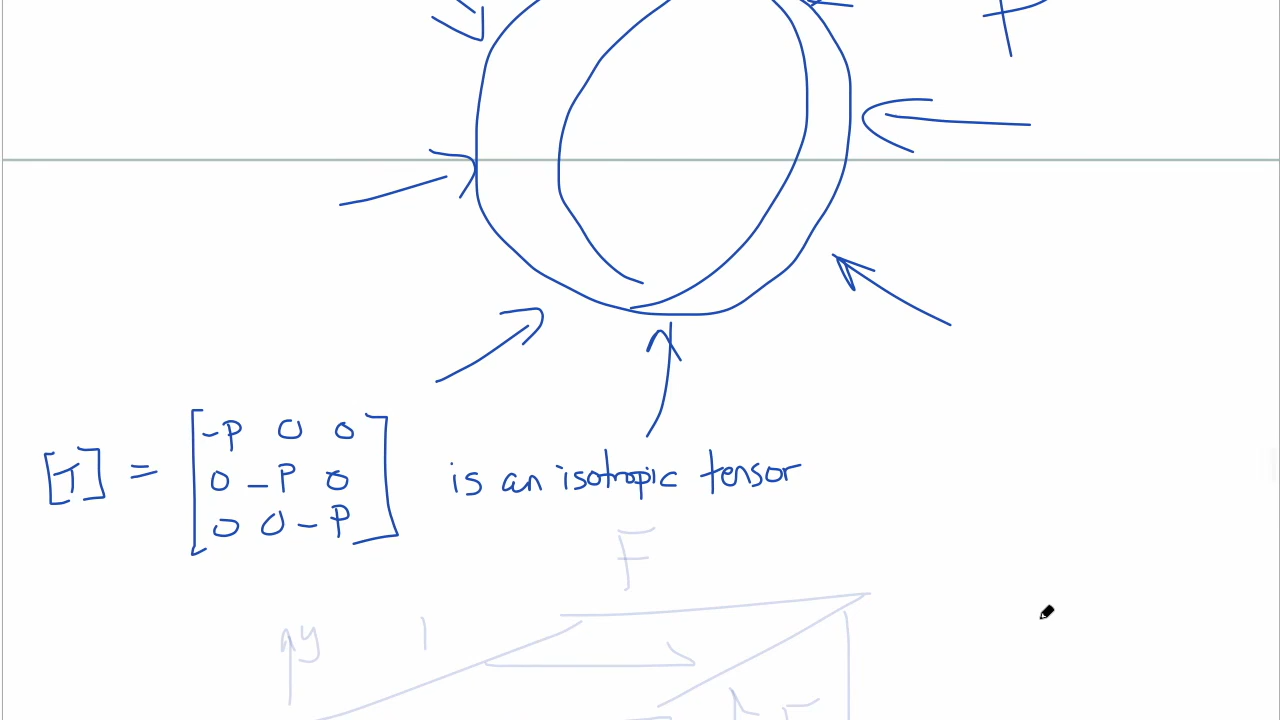 P
[T] = [-P 0 0
0 -P 0
0 0 -P] is an isotropic tensor
F
y